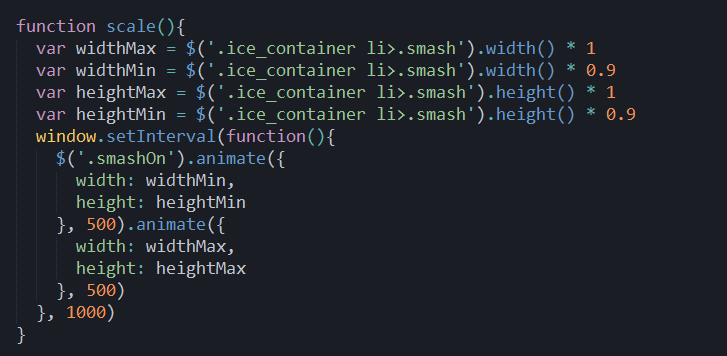 function scale(){
  var widthMax = $('.ice_container li>.smash').width() * 1
  var widthMin = $('.ice_container li>.smash').width() * 0.9
  var heightMax = $('.ice_container li>.smash').height() * 1
  var heightMin = $('.ice_container li>.smash').height() * 0.9
  window.setInterval(function(){
    $('.smashOn').animate({
      width: widthMin,
      height: heightMin
    }, 500).animate({
      width: widthMax,
      height: heightMax
    }, 500)
  }, 1000)
}